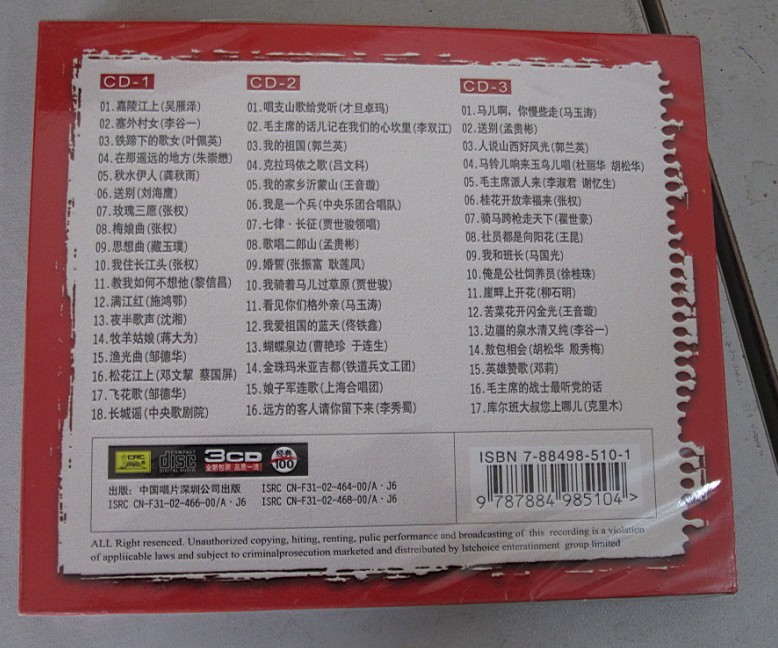 CD-1
01.嘉陵江上(吴雁泽)
02.塞外村女(李谷一)
03.铁蹄下的歌女(叶佩英)
04.在那遥远的地方(朱崇懋)
05.秋水伊人(龚秋雨)
06.送别(刘海鹰)
07.玫瑰三愿(张权)
08.梅娘曲(张权)
09.思想曲(藏玉璞)
10.我住长江头(张权)
11.教我如何不想他(黎信昌)
12.满江红(施鸿鄂)
13.夜半歌声(沈湘)
14.牧羊姑娘(蒋大为)
15.渔光曲(邹德华)
16.松花江上(邓文挈 蔡国屏)
17.飞花歌(邹德华)
18.长城谣(中央歌剧院)
CD-2
01.唱支山歌给党听(才旦卓玛)
02.毛主席的话儿记在我们的心坎里(李双江)
03.我的祖国(郭兰英)
04.克拉玛依之歌(吕文科)
05.我的家乡沂蒙山(王音璇)
06.我是一个兵(中央乐团合唱队)
07.七律·长征(贾世骏领唱)
08.歌唱二郎山(孟贵彬)
09.婚誓(张振富 耿莲凤)
10.我骑着马儿过草原(贾世骏)
11.看见你们格外亲(马玉涛)
12.我爱祖国的蓝天(佟铁鑫)
13.蝴蝶泉边(曹艳珍 于连生)
14.金珠玛米亚吉都(铁道兵文工团)
15.娘子军连歌(上海合唱团)
16.远方的客人请你留下来(李秀蜀)
CD-3
01.马儿啊，你慢些走(马玉涛)
02.送别(孟贵彬)
03.人说山西好风光(郭兰英)
04.马铃儿响来玉鸟儿唱(杜丽华 胡松华)
05.毛主席派人来(李淑君 谢忆生)
06.桂花开放幸福来(张权)
07.骑马跨枪走天下(翟世豪)
08.社员都是向阳花(王昆)
09.我和班长(马国光)
10.俺是公社饲养员(徐桂珠)
11.崖畔上开花(柳石明)
12.苦菜花开闪金光(王音璇)
13.边疆的泉水清又纯(李谷一)
14.敖包相会(胡松华 殷秀梅)
15.英雄赞歌(邓莉)
16.毛主席的战士最听党的话
17.库尔班大叔您上哪儿(克里木)
CRC
COMPACT disc DIGITAL AUDIO
3CD
全新包装 品质一流
经典
100
出版：中国唱片深圳公司出版 ISRC CN-F31-02-464-00/A·J6
ISRC CN-F31-02-466-00/A·J6 ISRC CN-F31-02-468-00/A·J6
ISBN 7-88498-510-1
9 787884 985104 >
ALL Right resenced. Unauthorized copying, hiting, renting, pulic performance and broadcasting of this recording is a violation
of appliicable laws and subject to criminalprosecution marketed and distreibuted by Istchoice enteratinment group limited